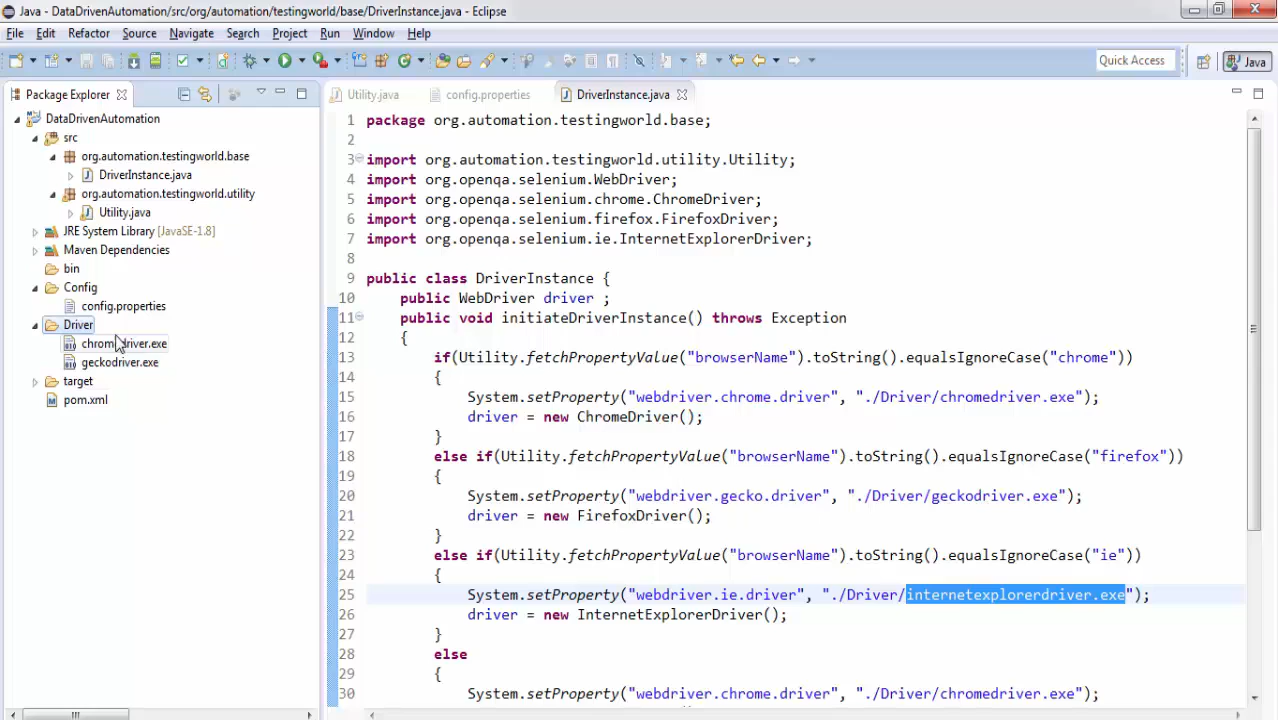 Java - DataDrivenAutomation/src/org/automation/testingworld/base/DriverInstance.java - Eclipse
File Edit Refactor Source Navigate Search Project Run Window Help
Quick Access
Java
Package Explorer
DataDrivenAutomation
src
org.automation.testingworld.base
DriverInstance.java
org.automation.testingworld.utility
Utility.java
JRE System Library [JavaSE-1.8]
Maven Dependencies
bin
Config
config.properties
Driver
chromedriver.exe
geckodriver.exe
target
pom.xml
Utility.java config.properties DriverInstance.java
1 package org.automation.testingworld.base;
2
3 import org.automation.testingworld.utility.Utility;
4 import org.openqa.selenium.WebDriver;
5 import org.openqa.selenium.chrome.ChromeDriver;
6 import org.openqa.selenium.firefox.FirefoxDriver;
7 import org.openqa.selenium.ie.InternetExplorerDriver;
8
9 public class DriverInstance {
10 public WebDriver driver ;
11 public void initiateDriverInstance() throws Exception
12 {
13 if(Utility.fetchPropertyValue("browserName").toString().equalsIgnoreCase("chrome"))
14 {
15 System.setProperty("webdriver.chrome.driver", "./Driver/chromedriver.exe");
16 driver = new ChromeDriver();
17 }
18 else if(Utility.fetchPropertyValue("browserName").toString().equalsIgnoreCase("firefox"))
19 {
20 System.setProperty("webdriver.gecko.driver", "./Driver/geckodriver.exe");
21 driver = new FirefoxDriver();
22 }
23 else if(Utility.fetchPropertyValue("browserName").toString().equalsIgnoreCase("ie"))
24 {
25 System.setProperty("webdriver.ie.driver", "./Driver/internetexplorerdriver.exe");
26 driver = new InternetExplorerDriver();
27 }
28 else
29 {
30 System.setProperty("webdriver.chrome.driver", "./Driver/chromedriver.exe");